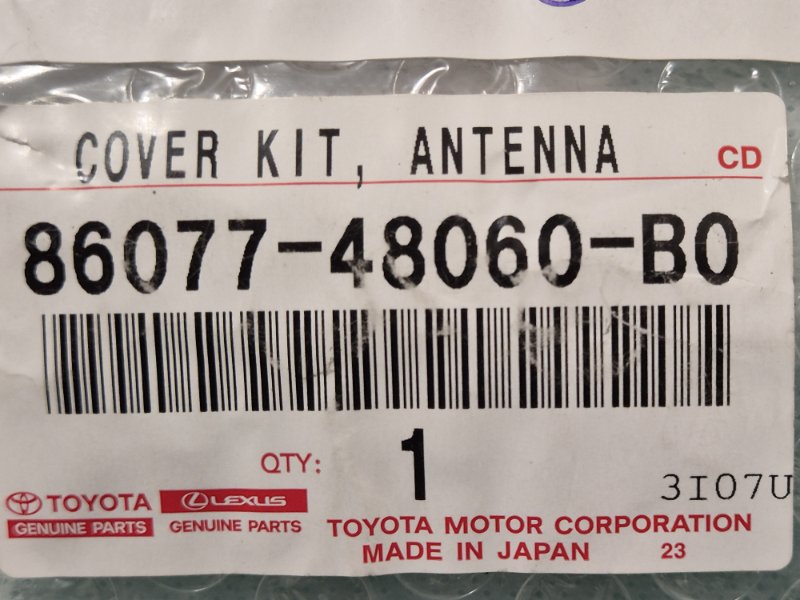 COVER KIT, ANTENNA CD
86077-48060-B0
QTY: 1
3I07U
TOYOTA LEXUS
GENUINE PARTS GENUINE PARTS
TOYOTA MOTOR CORPORATION
MADE IN JAPAN 23